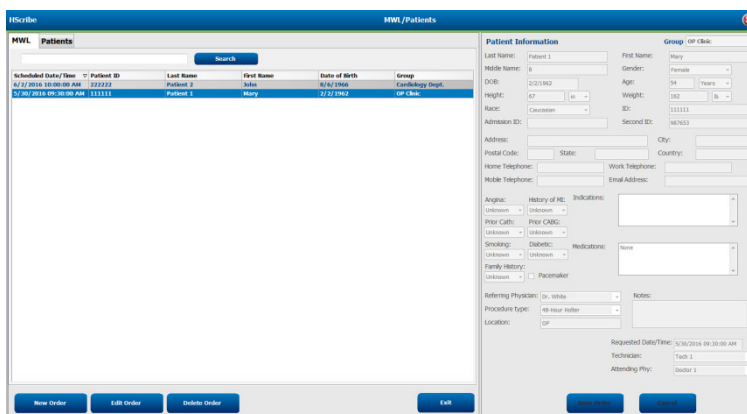 HScribe MWL/Patients
MWL Patients
Search
Scheduled Date/Time Patient ID Last Name First Name Date of Birth Group
6/2/2016 10:00:00 AM 222222 Patient 2 John 8/8/1966 Cardiology Dept.
5/30/2016 09:30:00 AM 111111 Patient 1 Mary 2/2/1962 OP Clinic
New Order Edit Order Delete Order Exit
Patient Information Group OP Clinic
Last Name: Patient 1 First Name: Mary
Middle Name: B Gender: Female
DOB: 2/2/1962 Age: 54 Years
Height: 67 in Weight: 162 lb
Race: Caucasian ID: 111111
Admission ID: Second ID: 987653
Address: City:
Postal Code: State: Country:
Home Telephone: Work Telephone:
Mobile Telephone: Email Address:
Angina: History of MI: Indications:
Unknown Unknown
Prior Cath: Prior CABG:
Unknown Unknown
Smoking: Diabetic: Medications: None
Unknown Unknown
Family History:
Unknown Pacemaker
Referring Physician: Dr. White Notes:
Procedure type: 48-Hour Holter
Location: OP
Requested Date/Time: 5/30/2016 09:30:00 AM
Technician: Tech 1
Attending Phy: Doctor 1
Save Order Cancel